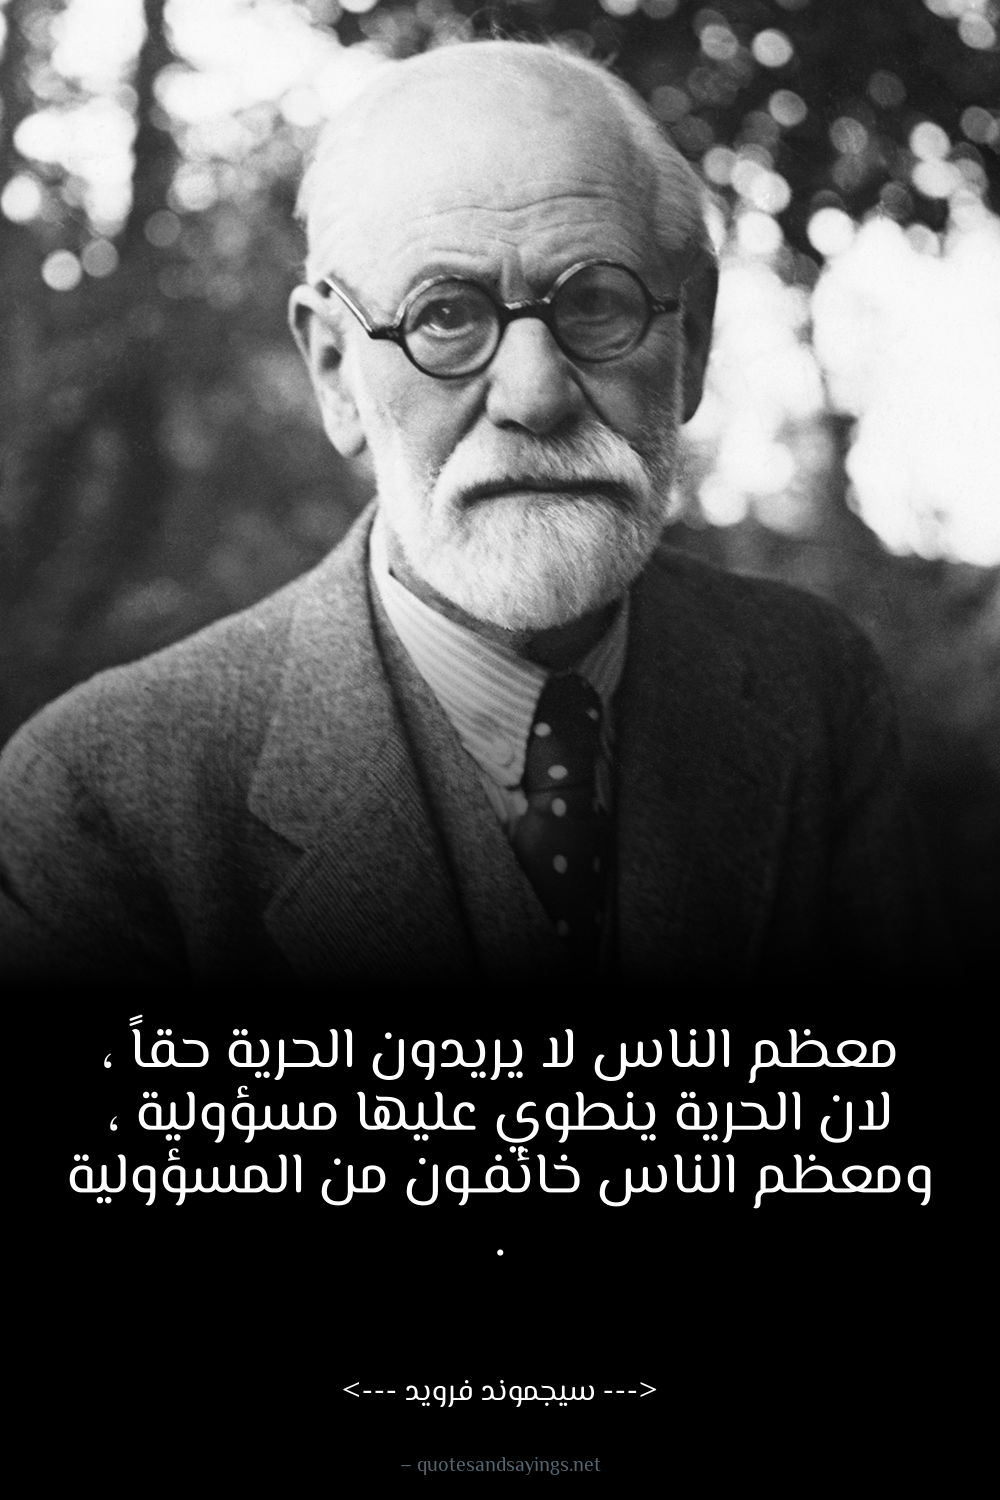 معظم الناس لا يريدون الحرية حقاً ،
لان الحرية ينطوي عليها مسؤولية ،
ومعظم الناس خائفـون من المسؤولية
.
<--- سيجموند فرويد --->
– quotesandsayings.net